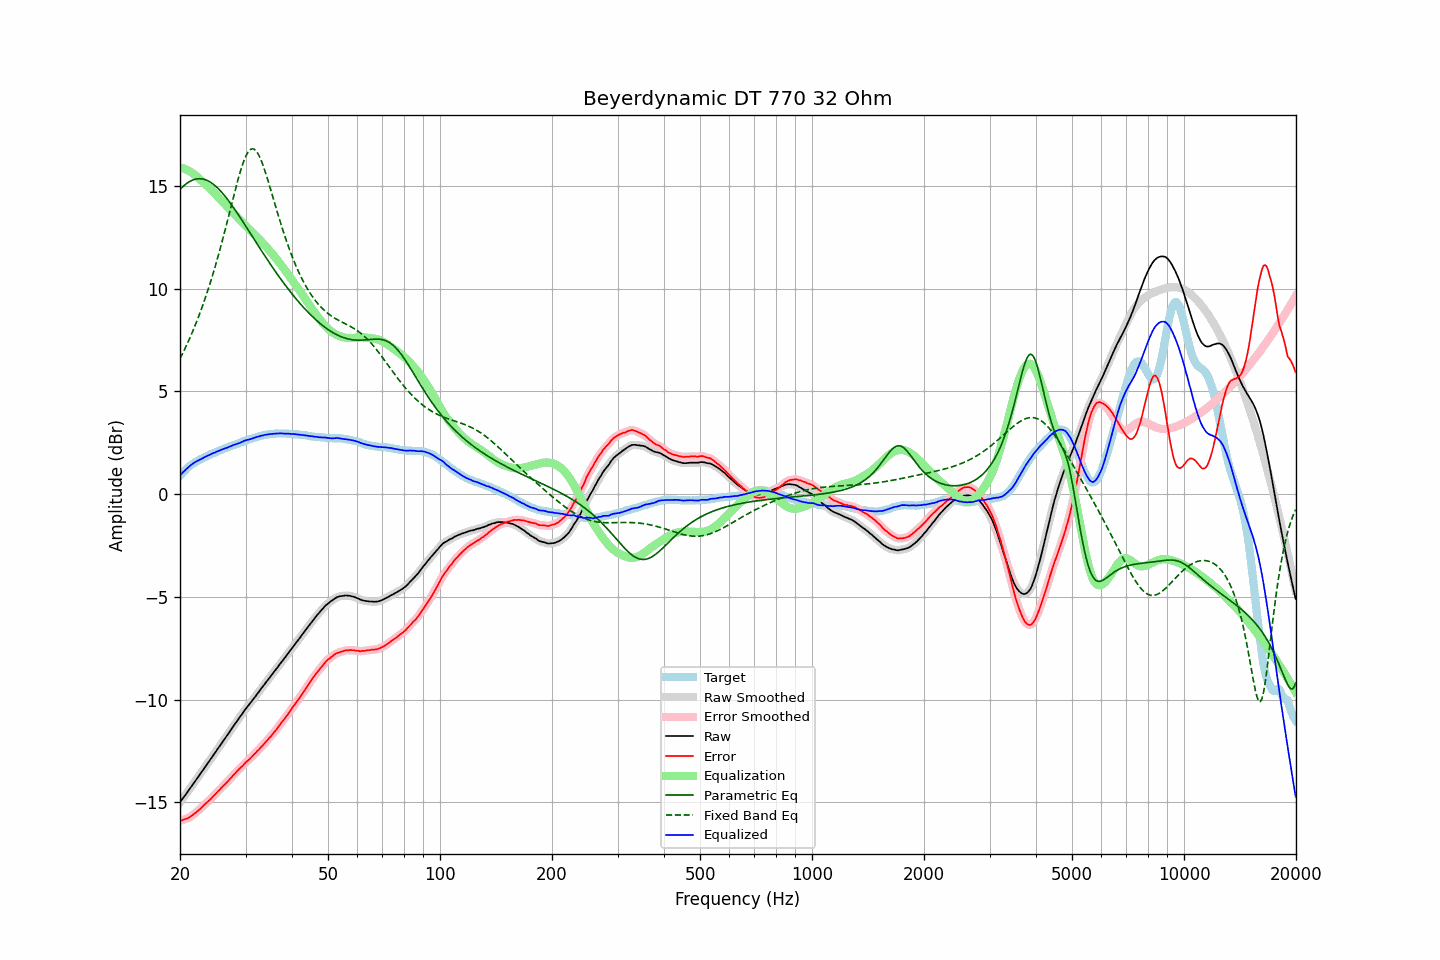 Beyerdynamic DT 770 32 Ohm
Amplitude (dBr)
15
10
5
0
−5
−10
−15
Target
Raw Smoothed
Error Smoothed
Raw
Error
Equalization
Parametric Eq
Fixed Band Eq
Equalized
20 50 100 200 500 1000 2000 5000 10000 20000
Frequency (Hz)